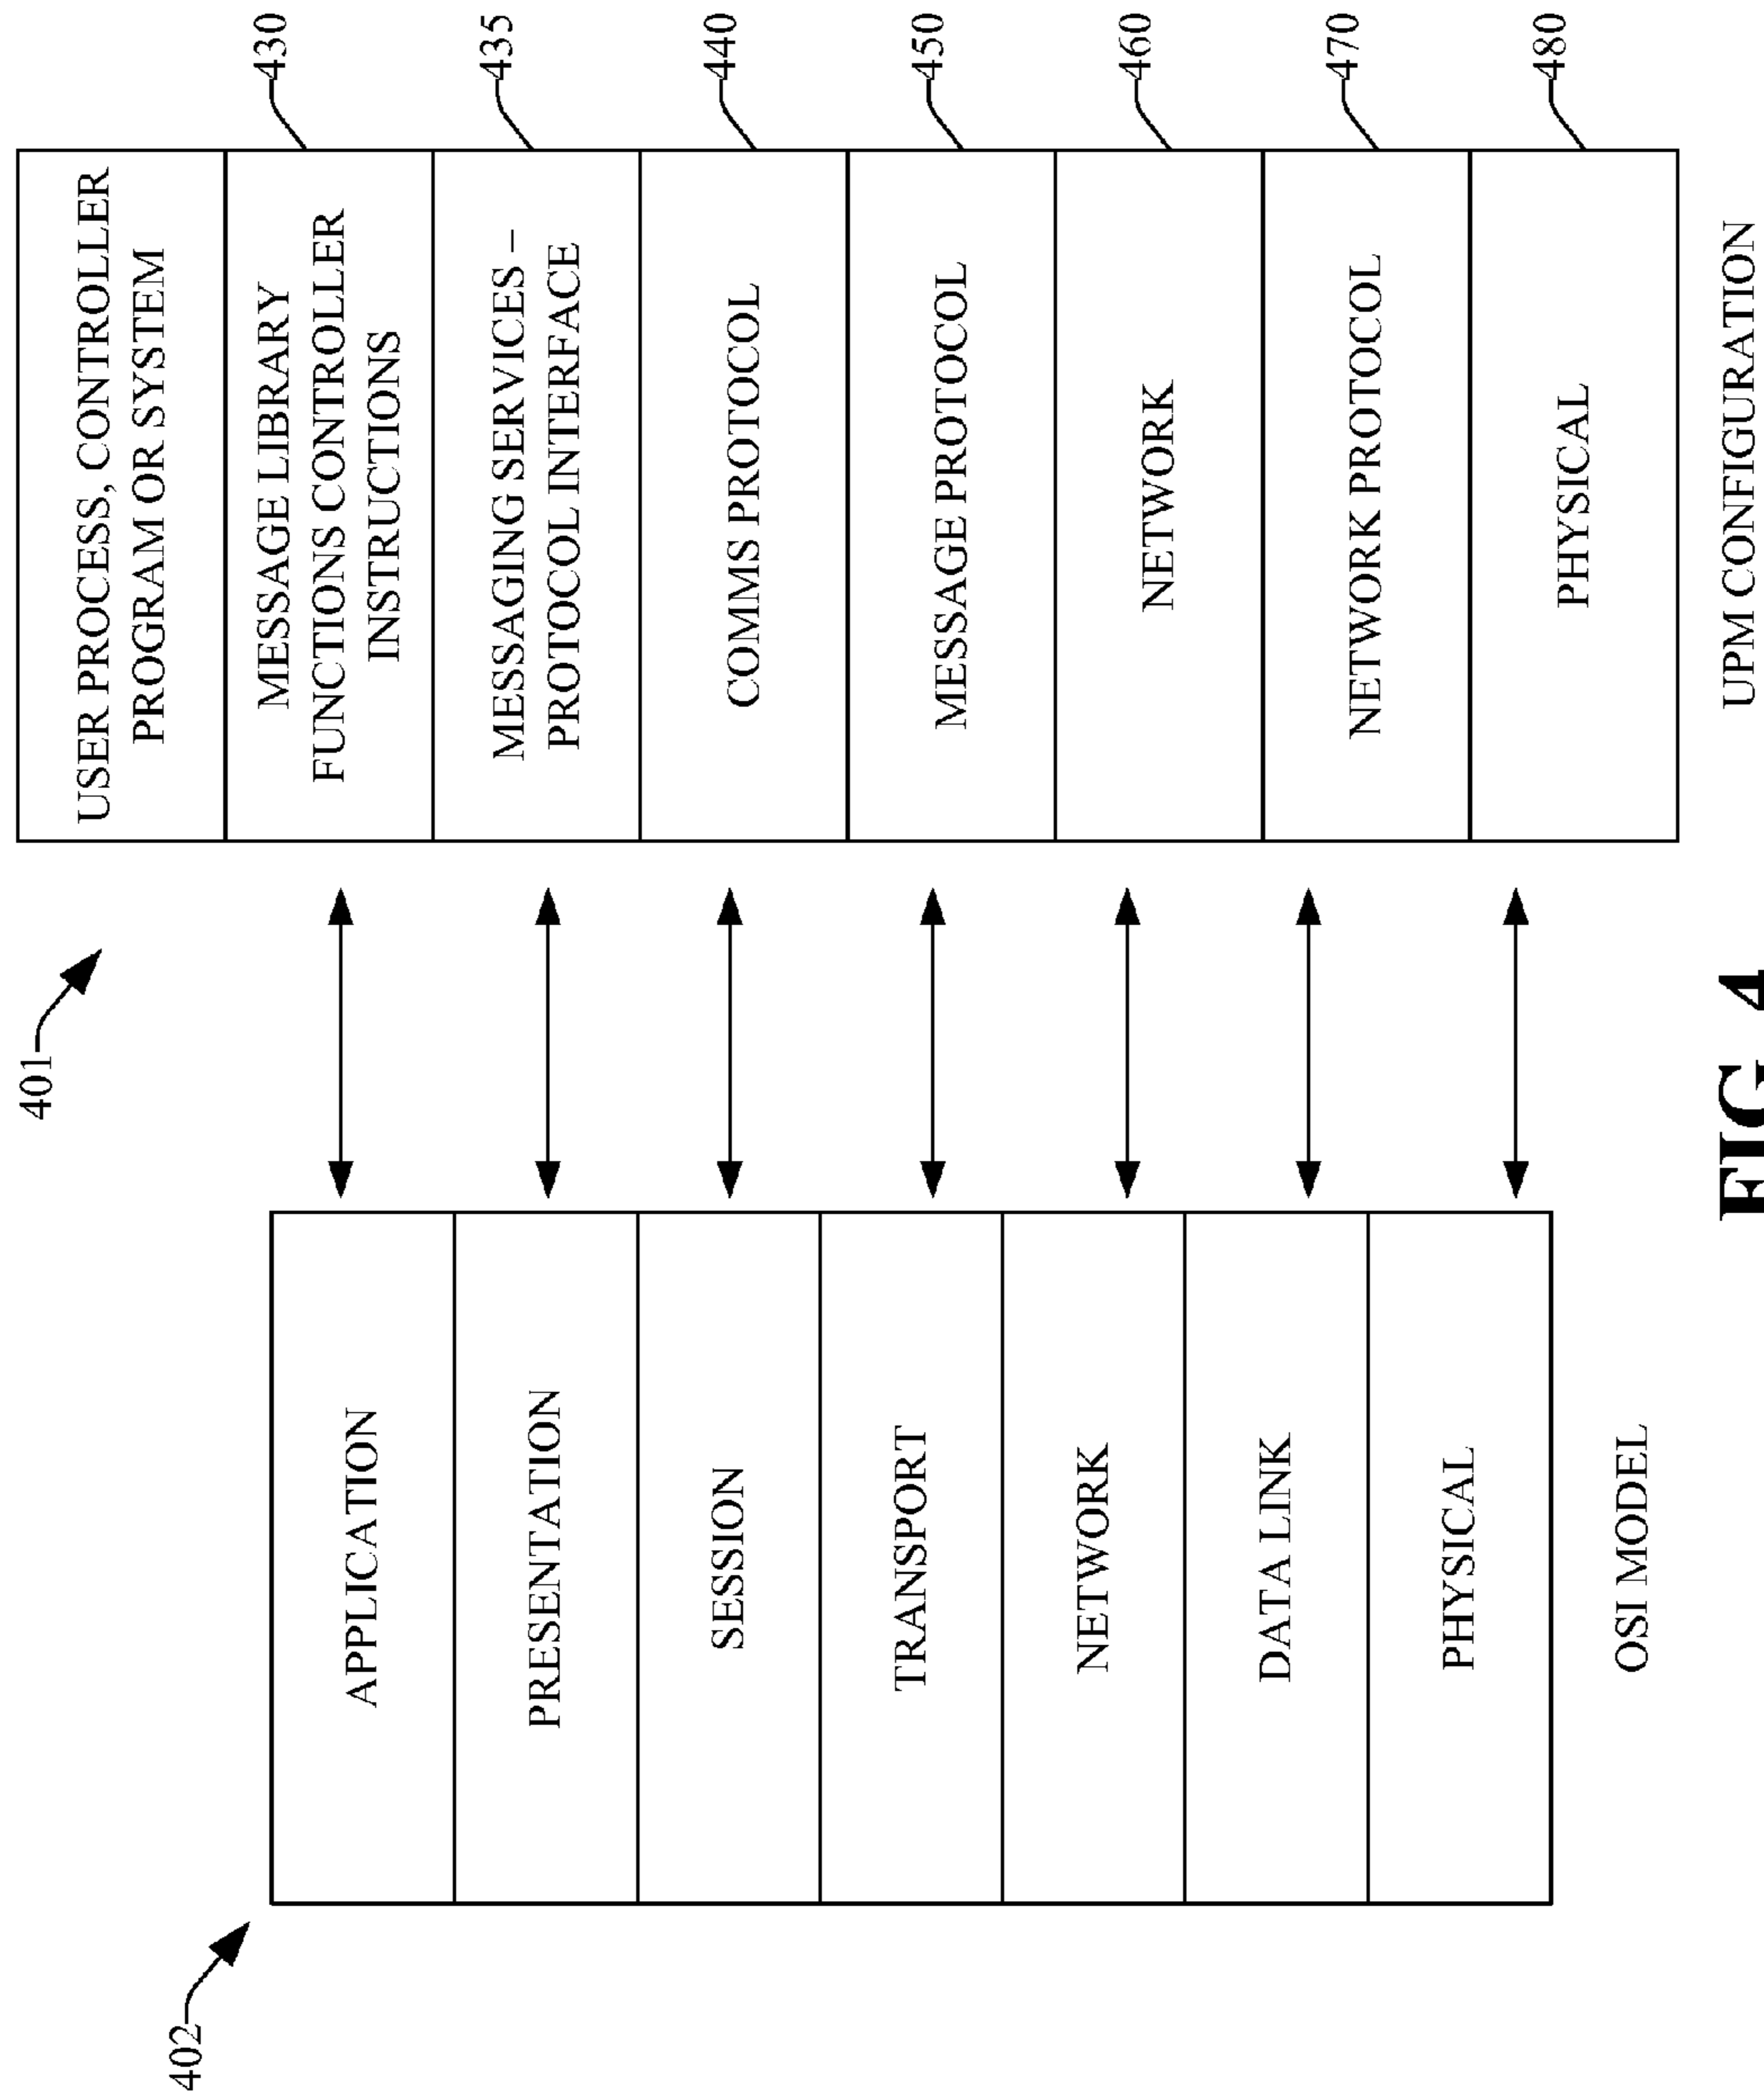 402
APPLICATION
PRESENTATION
SESSION
TRANSPORT
NETWORK
DATA LINK
PHYSICAL
OSI MODEL
401
USER PROCESS, CONTROLLER
PROGRAM OR SYSTEM
MESSAGE LIBRARY
FUNCTIONS CONTROLLER
INSTRUCTIONS
430
MESSAGING SERVICES –
PROTOCOL INTERFACE
435
COMMS PROTOCOL
440
MESSAGE PROTOCOL
450
NETWORK
460
NETWORK PROTOCOL
470
PHYSICAL
480
UPM CONFIGURATION
FIG. 4